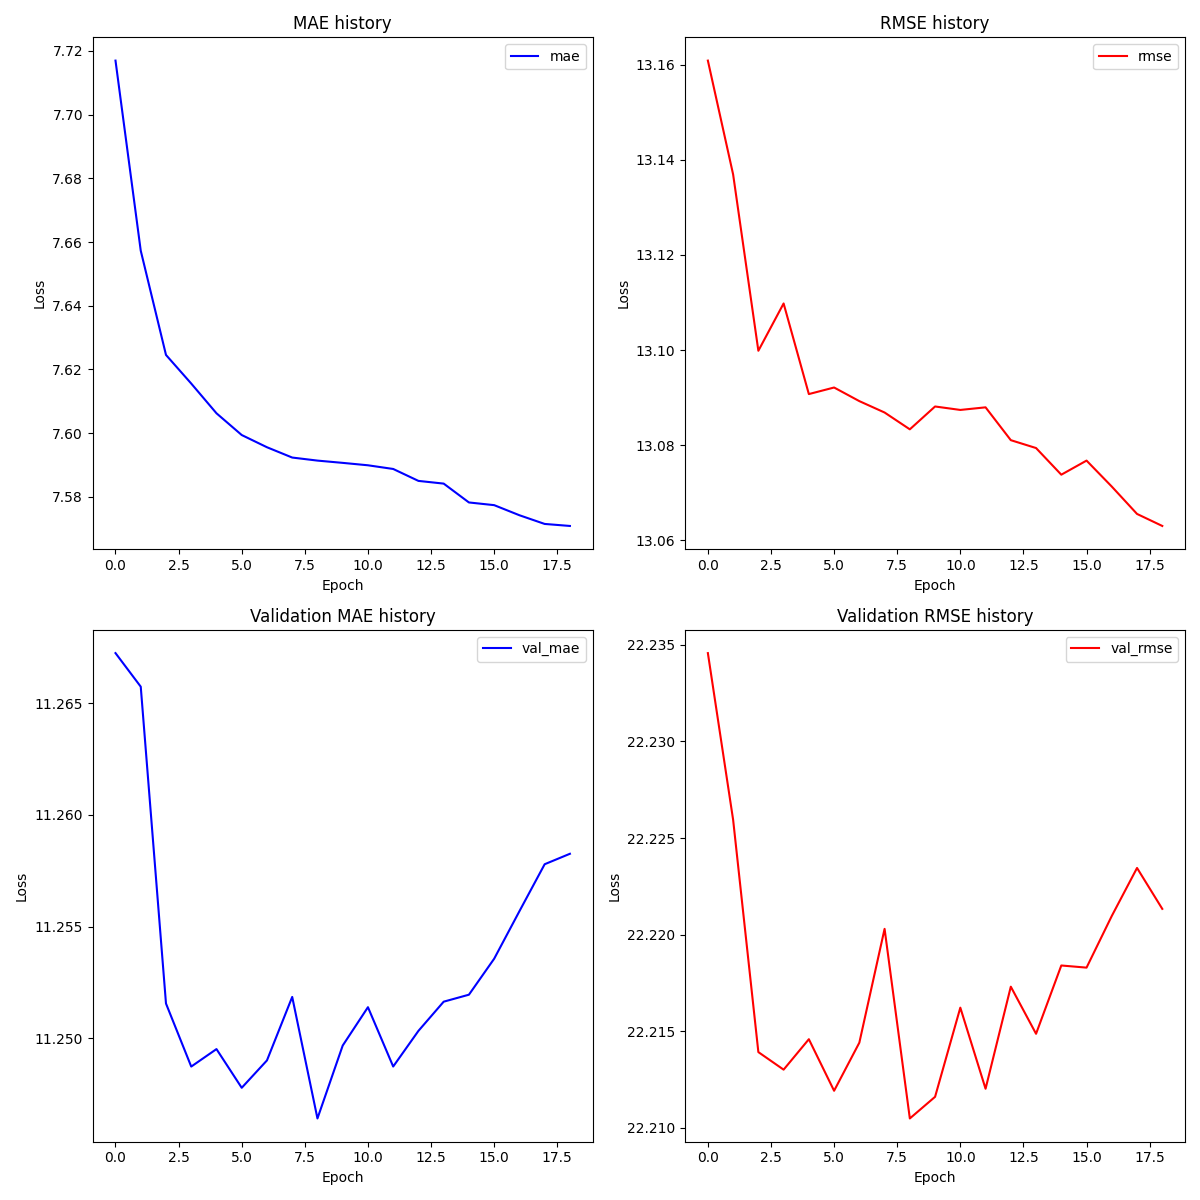 MAE history
mae
7.72
7.70
7.68
7.66
7.64
7.62
7.60
7.58
Loss
0.0 2.5 5.0 7.5 10.0 12.5 15.0 17.5
Epoch
RMSE history
rmse
13.16
13.14
13.12
13.10
13.08
13.06
Loss
0.0 2.5 5.0 7.5 10.0 12.5 15.0 17.5
Epoch
Validation MAE history
val_mae
11.265
11.260
11.255
11.250
Loss
0.0 2.5 5.0 7.5 10.0 12.5 15.0 17.5
Epoch
Validation RMSE history
val_rmse
22.235
22.230
22.225
22.220
22.215
22.210
Loss
0.0 2.5 5.0 7.5 10.0 12.5 15.0 17.5
Epoch